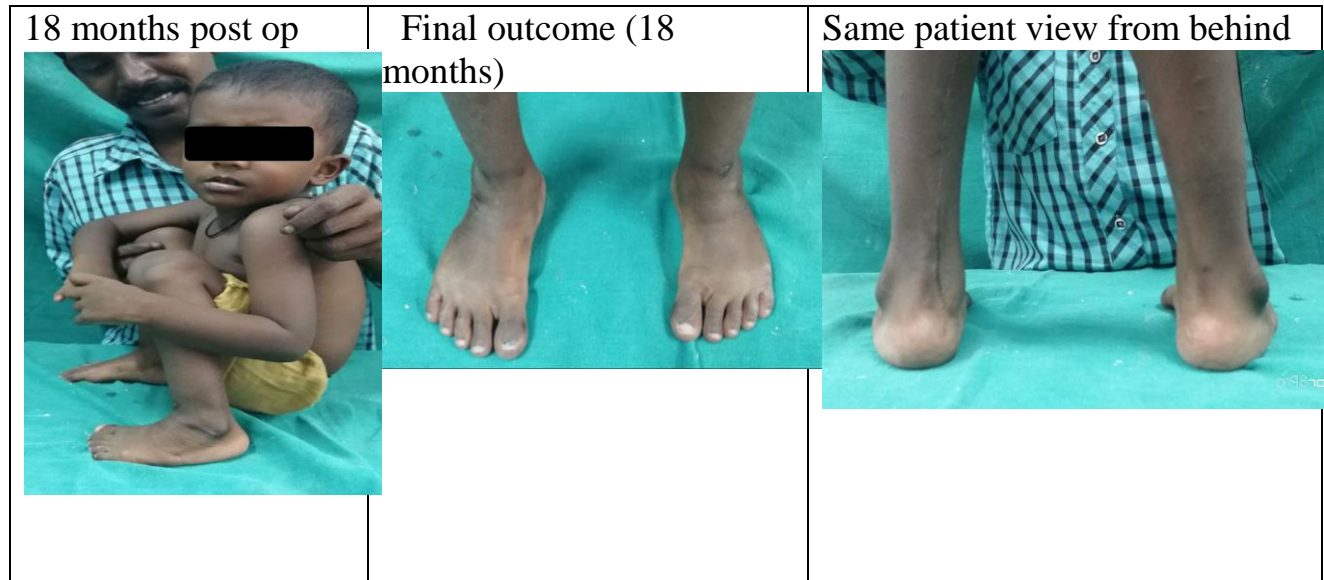 18 months post op
Final outcome (18
months)
Same patient view from behind